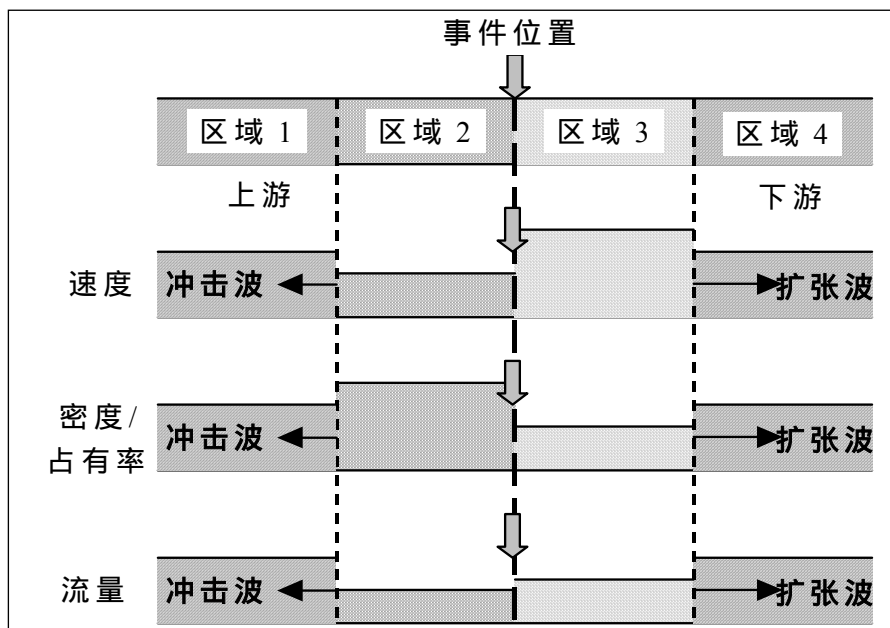 事件位置
区域 1
区域 2
区域 3
区域 4
上游
下游
速度
冲击波
扩张波
密度/
占有率
冲击波
扩张波
流量
冲击波
扩张波